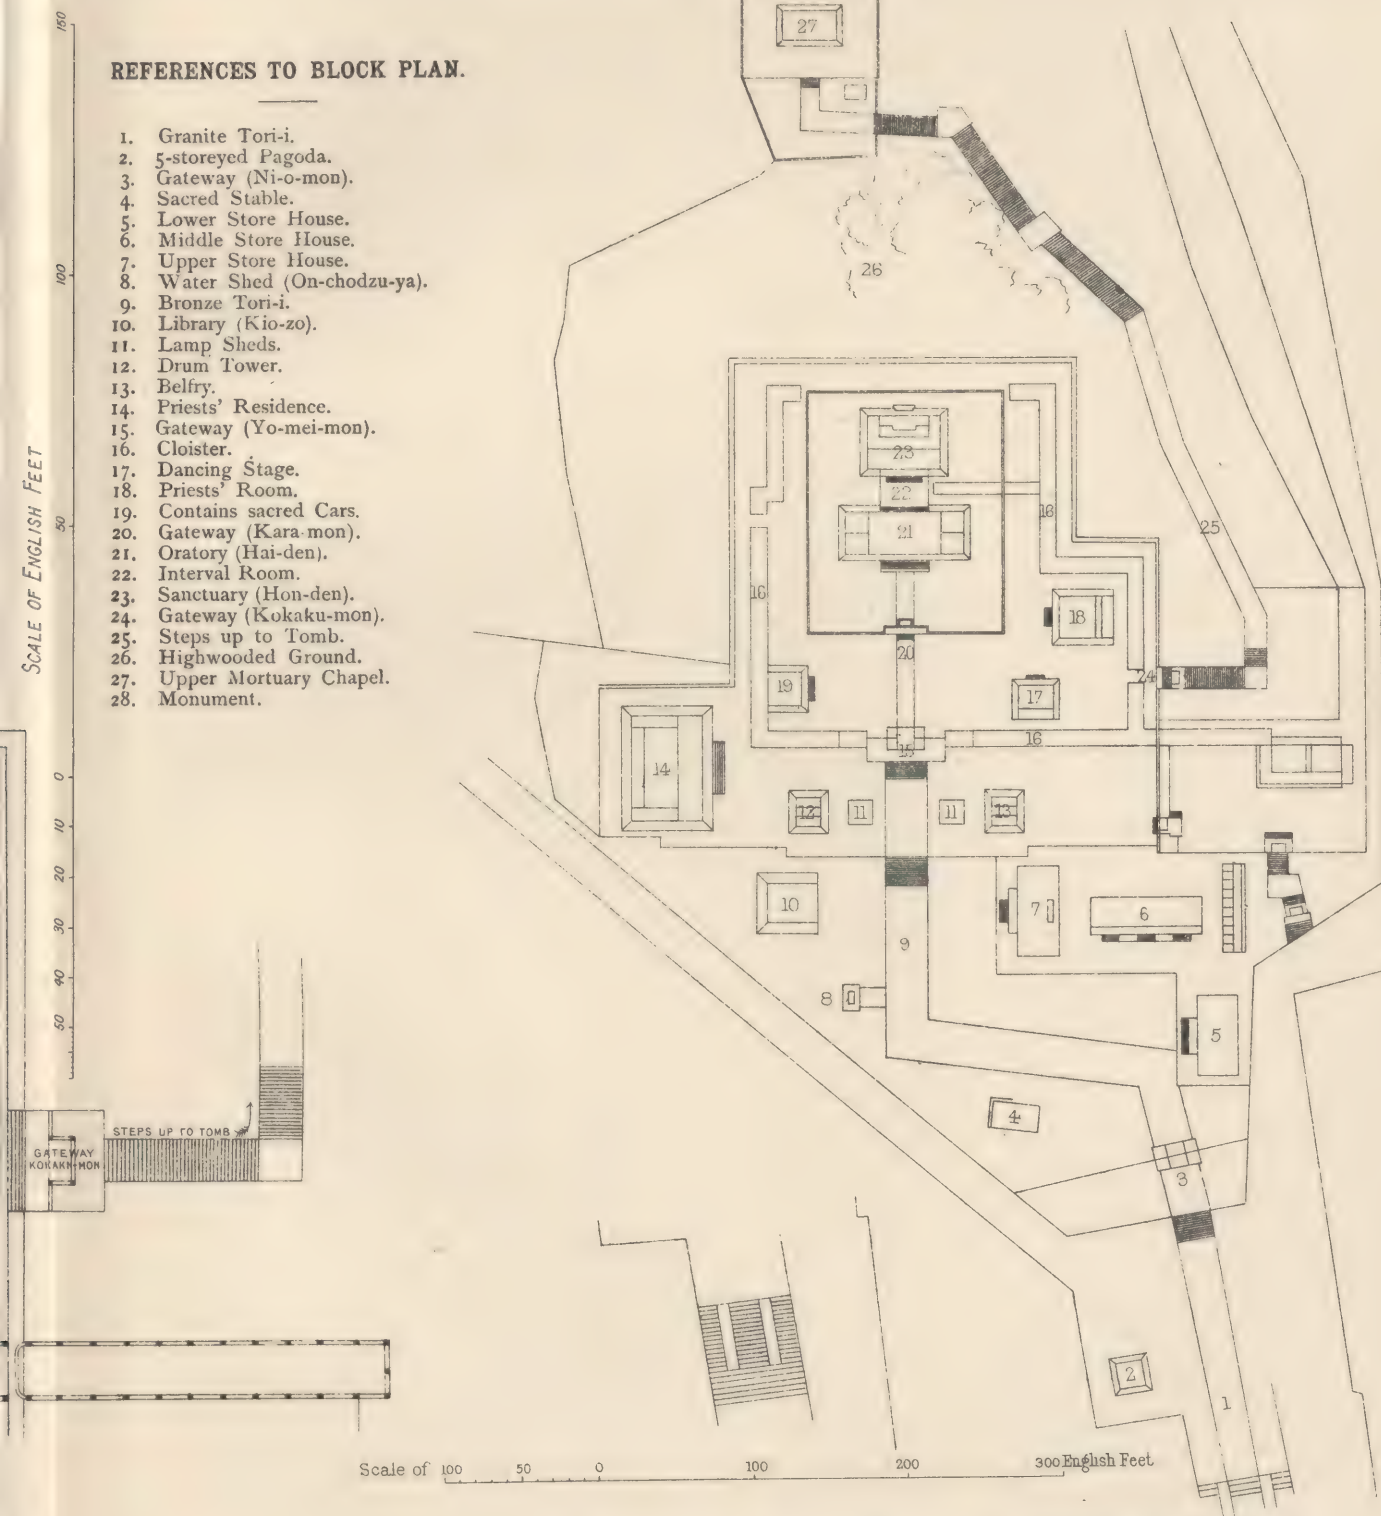 REFERENCES TO BLOCK PLAN.
1. Granite Tori-i.
2. 5-storeyed Pagoda.
3. Gateway (Ni-o-mon).
4. Sacred Stable.
5. Lower Store House.
6. Middle Store House.
7. Upper Store House.
8. Water Shed (On-chodzu-ya).
9. Bronze Tori-i.
10. Library (Kio-zo).
11. Lamp Sheds.
12. Drum Tower.
13. Belfry.
14. Priests' Residence.
15. Gateway (Yo-mei-mon).
16. Cloister.
17. Dancing Stage.
18. Priests' Room.
19. Contains sacred Cars.
20. Gateway (Kara-mon).
21. Oratory (Hai-den).
22. Interval Room.
23. Sanctuary (Hon-den).
24. Gateway (Kokaku-mon).
25. Steps up to Tomb.
26. Highwooded Ground.
27. Upper Mortuary Chapel.
28. Monument.
SCALE OF ENGLISH FEET
150
100
50
0
10
20
30
40
50
27
26
23
22
16
21
25
16
18
20
24
19
17
15
16
14
12
11
11
13
10
7
6
9
8
5
4
3
2
1
STEPS UP TO TOMB
GATEWAY
KOKAKU-MON
Scale of 100 50 0 100 200 300 English Feet